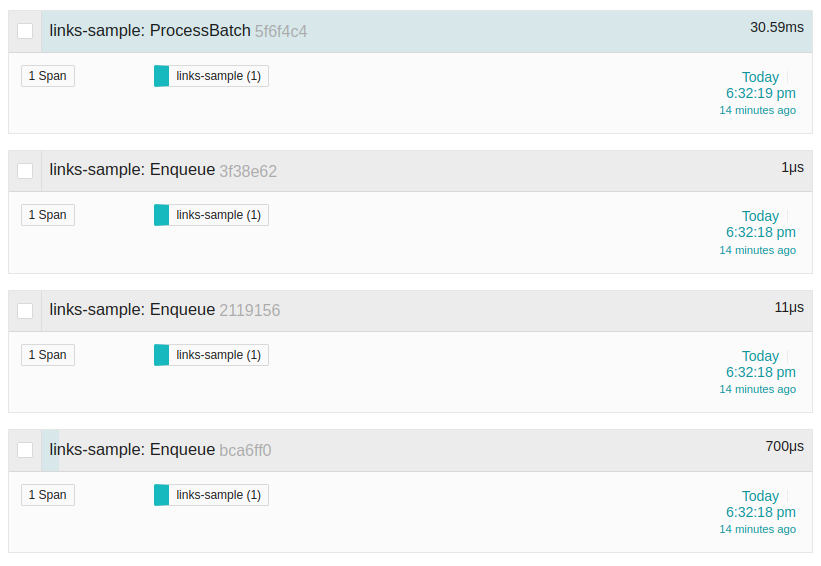 links-sample: ProcessBatch 5f6f4c4 30.59ms
1 Span links-sample (1) Today
6:32:19 pm
14 minutes ago
links-sample: Enqueue 3f38e62 1μs
1 Span links-sample (1) Today
6:32:18 pm
14 minutes ago
links-sample: Enqueue 2119156 11μs
1 Span links-sample (1) Today
6:32:18 pm
14 minutes ago
links-sample: Enqueue bca6ff0 700μs
1 Span links-sample (1) Today
6:32:18 pm
14 minutes ago